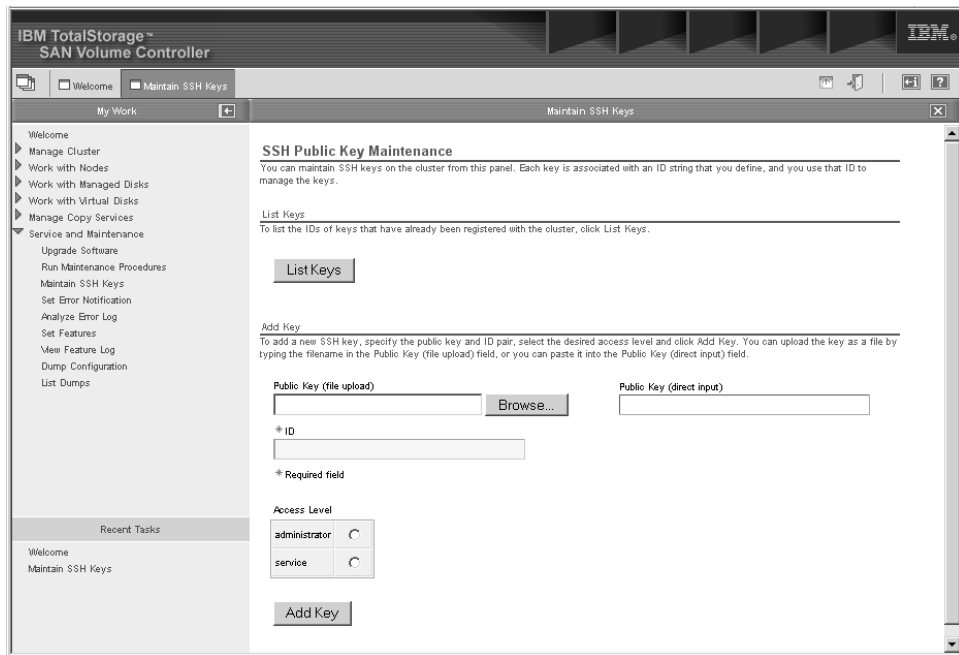 IBM TotalStorage™
SAN Volume Controller
IBM®
Welcome
Maintain SSH Keys
?
My Work
Maintain SSH Keys
Welcome
Manage Cluster
Work with Nodes
Work with Managed Disks
Work with Virtual Disks
Manage Copy Services
Service and Maintenance
Upgrade Software
Run Maintenance Procedures
Maintain SSH Keys
Set Error Notification
Analyze Error Log
Set Features
View Feature Log
Dump Configuration
List Dumps
Recent Tasks
Welcome
Maintain SSH Keys
SSH Public Key Maintenance
You can maintain SSH keys on the cluster from this panel. Each key is associated with an ID string that you define, and you use that ID to
manage the keys.
List Keys
To list the IDs of keys that have already been registered with the cluster, click List Keys.
List Keys
Add Key
To add a new SSH key, specify the public key and ID pair, select the desired access level and click Add Key. You can upload the key as a file by
typing the filename in the Public Key (file upload) field, or you can paste it into the Public Key (direct input) field.
Public Key (file upload)
Public Key (direct input)
Browse...
*ID
*Required field
Access Level
administrator
service
Add Key